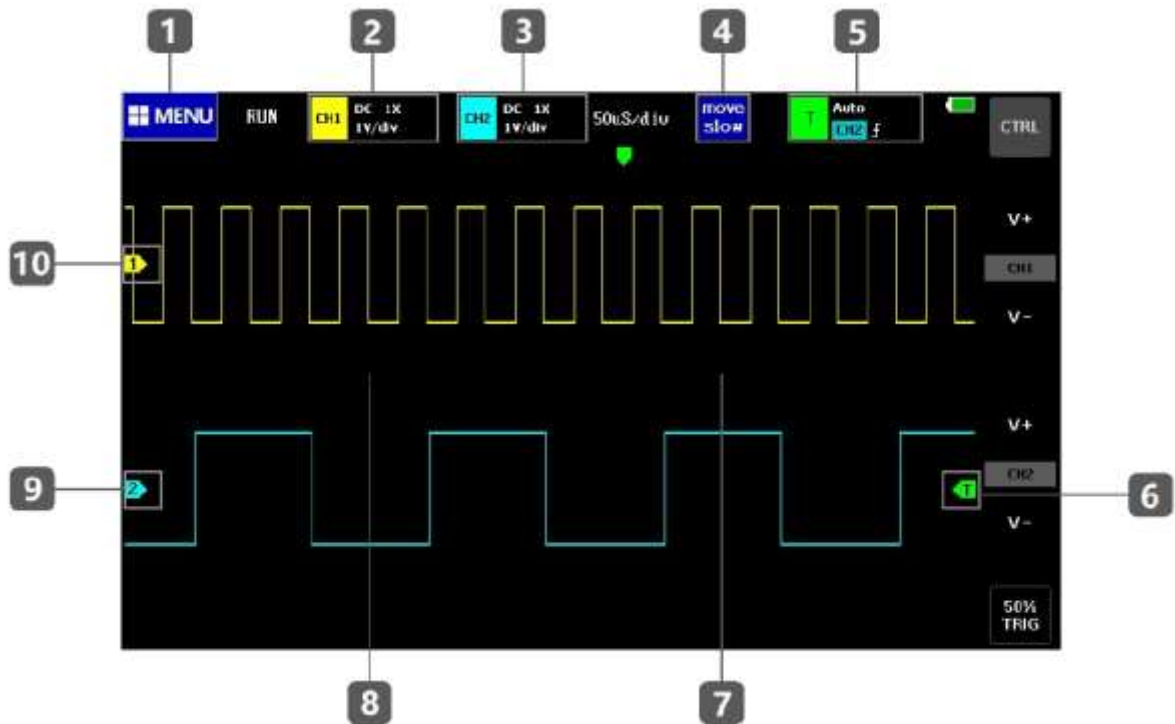 1
2
3
4
5
MENU
RUN
CH1
DC 1X
1V/div
CH2
DC 1X
1V/div
50uS/div
move
slow
T
Auto
CH2
CTRL
V+
1
10
CH1
V-
V+
2
9
T
CH2
6
V-
50%
TRIG
8
7